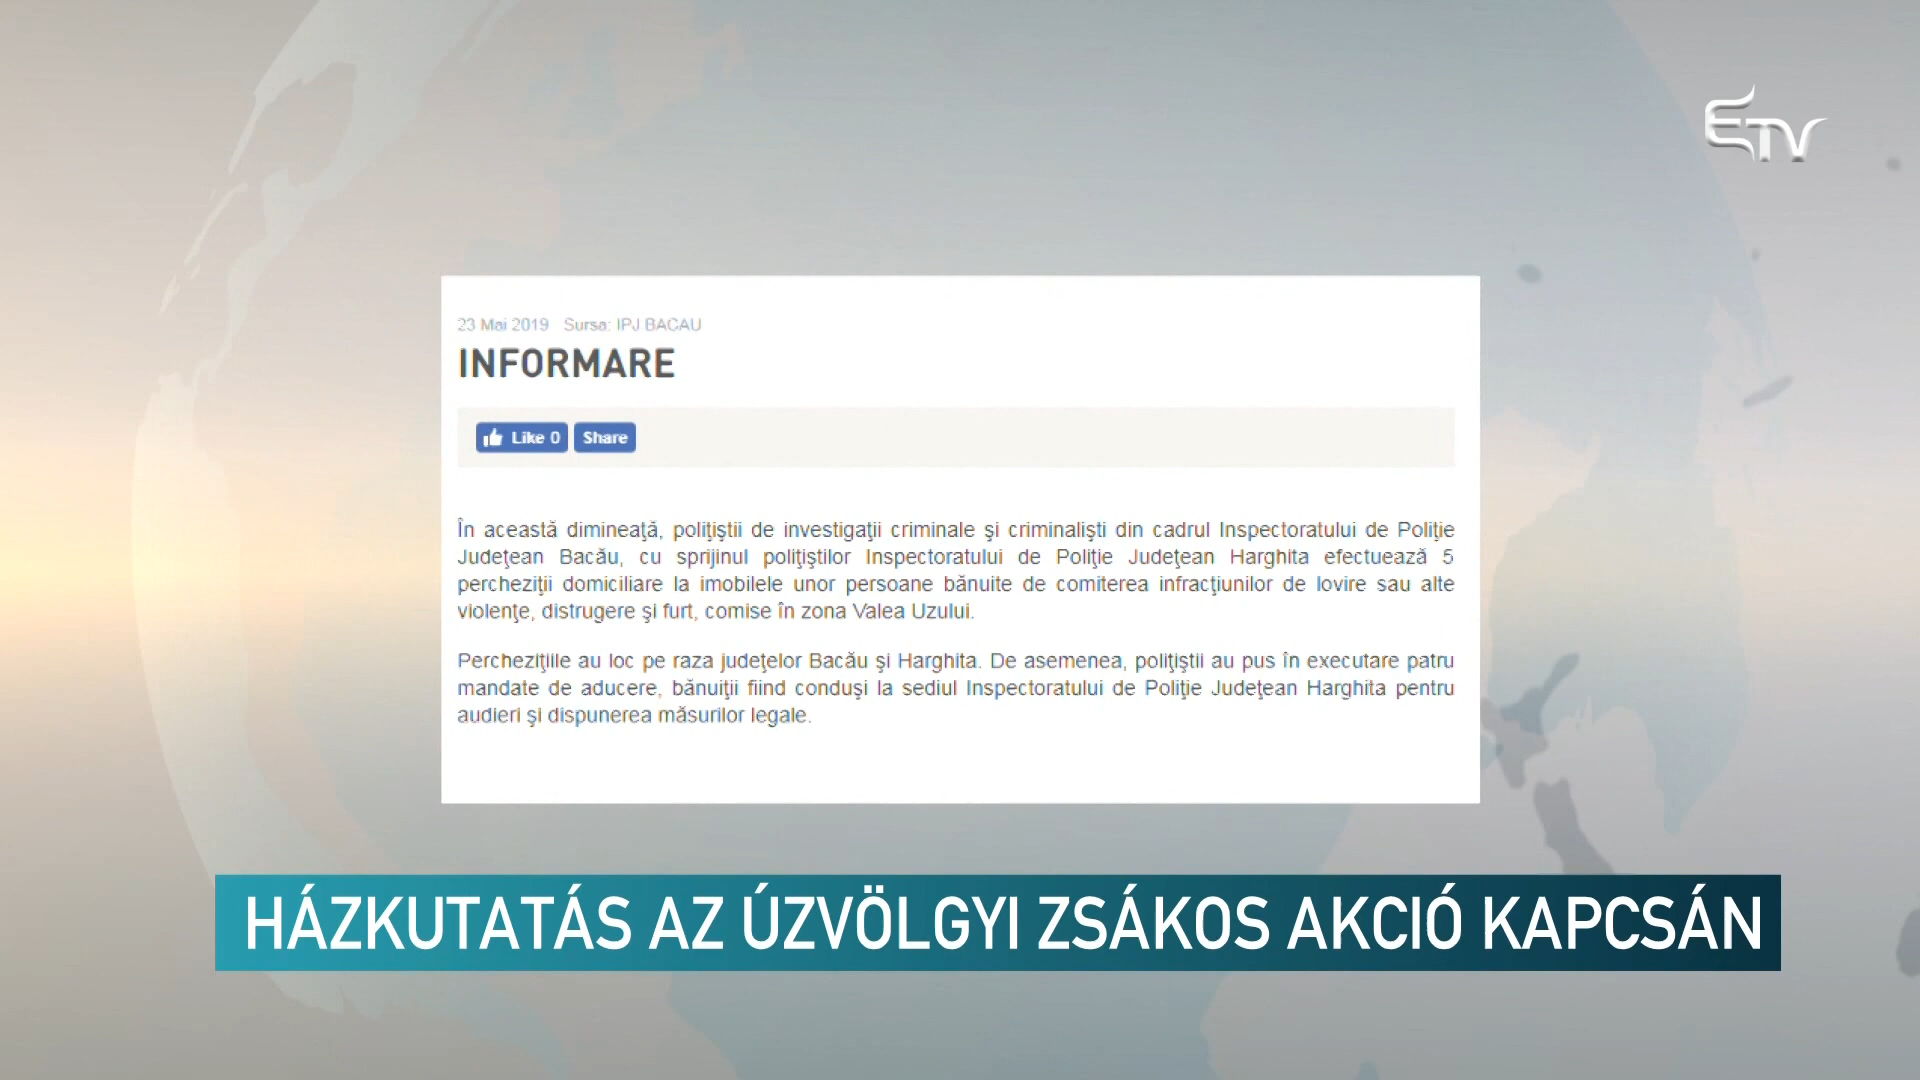 ETV
23 Mai 2019 Sursa: IPJ BACAU
INFORMARE
Like 0 Share
În această dimineaţă, poliţiştii de investigaţii criminale şi criminalişti din cadrul Inspectoratului de Poliţie
Judeţean Bacău, cu sprijinul poliţiştilor Inspectoratului de Poliţie Judeţean Harghita efectuează 5
percheziţii domiciliare la imobilele unor persoane bănuite de comiterea infracţiunilor de lovire sau alte
violenţe, distrugere şi furt, comise în zona Valea Uzului.
Percheziţiile au loc pe raza judeţelor Bacău şi Harghita. De asemenea, poliţiştii au pus în executare patru
mandate de aducere, bănuiţii fiind conduşi la sediul Inspectoratului de Poliţie Judeţean Harghita pentru
audieri şi dispunerea măsurilor legale.
HÁZKUTATÁS AZ ÚZVÖLGYI ZSÁKOS AKCIÓ KAPCSÁN